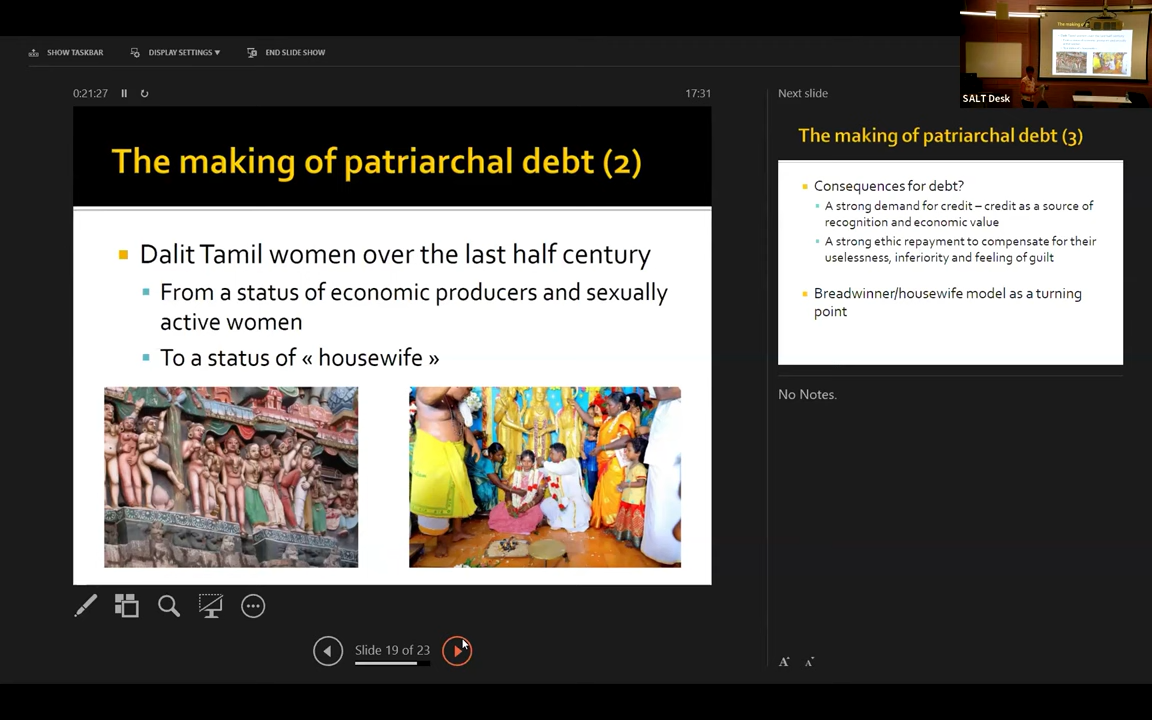 SHOW TASKBAR
DISPLAY SETTINGS ▼
END SLIDE SHOW
0:21:27
17:31
The making of patriarchal debt (2)
Dalit Tamil women over the last half century
From a status of economic producers and sexually
active women
To a status of « housewife »
Slide 19 of 23
Next slide
The making of patriarchal debt (3)
Consequences for debt?
A strong demand for credit – credit as a source of
recognition and economic value
A strong ethic repayment to compensate for their
uselessness, inferiority and feeling of guilt
Breadwinner/housewife model as a turning
point
No Notes.
A A
SALT Desk